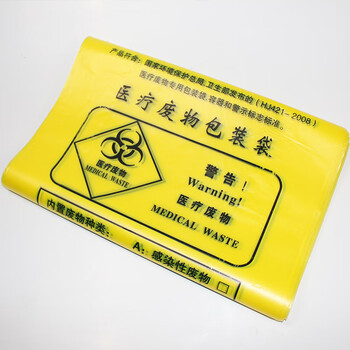 产品符合：国家环境保护总局、卫生部发布的（HJ421-2008）
医疗废物专用包装袋、容器和警示标志标准。
医疗废物包装袋
医疗废物
MEDICAL WASTE
警告！
Warning!
医疗废物
MEDICAL WASTE
内置废物种类：
A：感染性废物